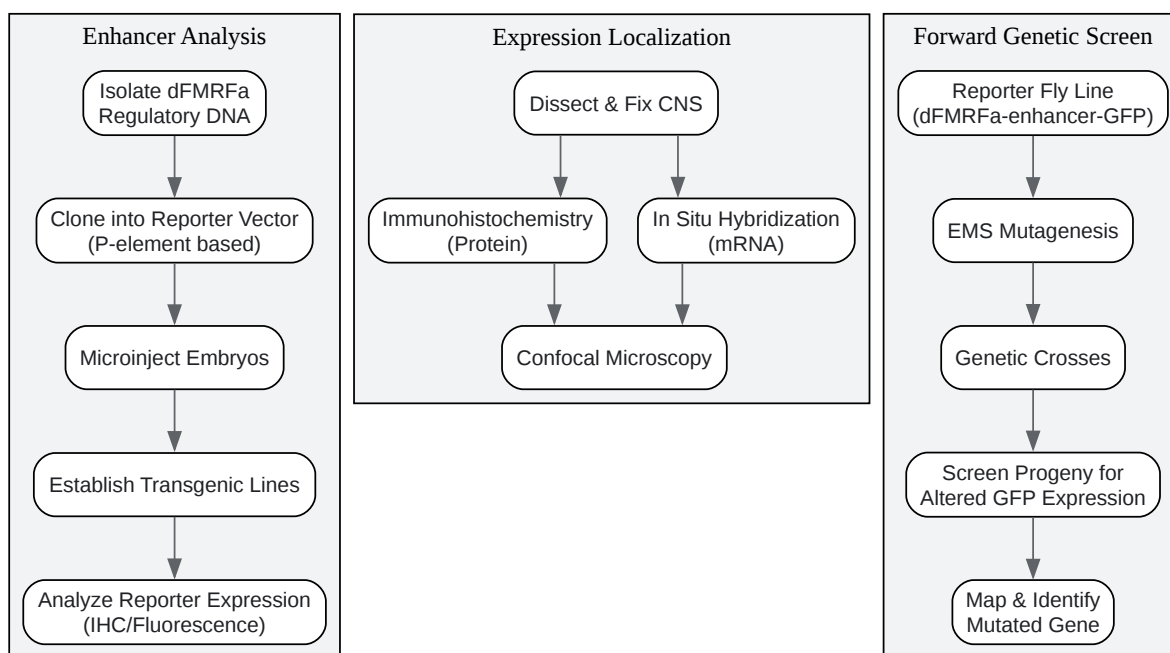 Enhancer Analysis
Isolate dFMRFa
Regulatory DNA
Clone into Reporter Vector
(P-element based)
Microinject Embryos
Establish Transgenic Lines
Analyze Reporter Expression
(IHC/Fluorescence)
Expression Localization
Dissect & Fix CNS
Immunohistochemistry
(Protein)
In Situ Hybridization
(mRNA)
Confocal Microscopy
Forward Genetic Screen
Reporter Fly Line
(dFMRFa-enhancer-GFP)
EMS Mutagenesis
Genetic Crosses
Screen Progeny for
Altered GFP Expression
Map & Identify
Mutated Gene